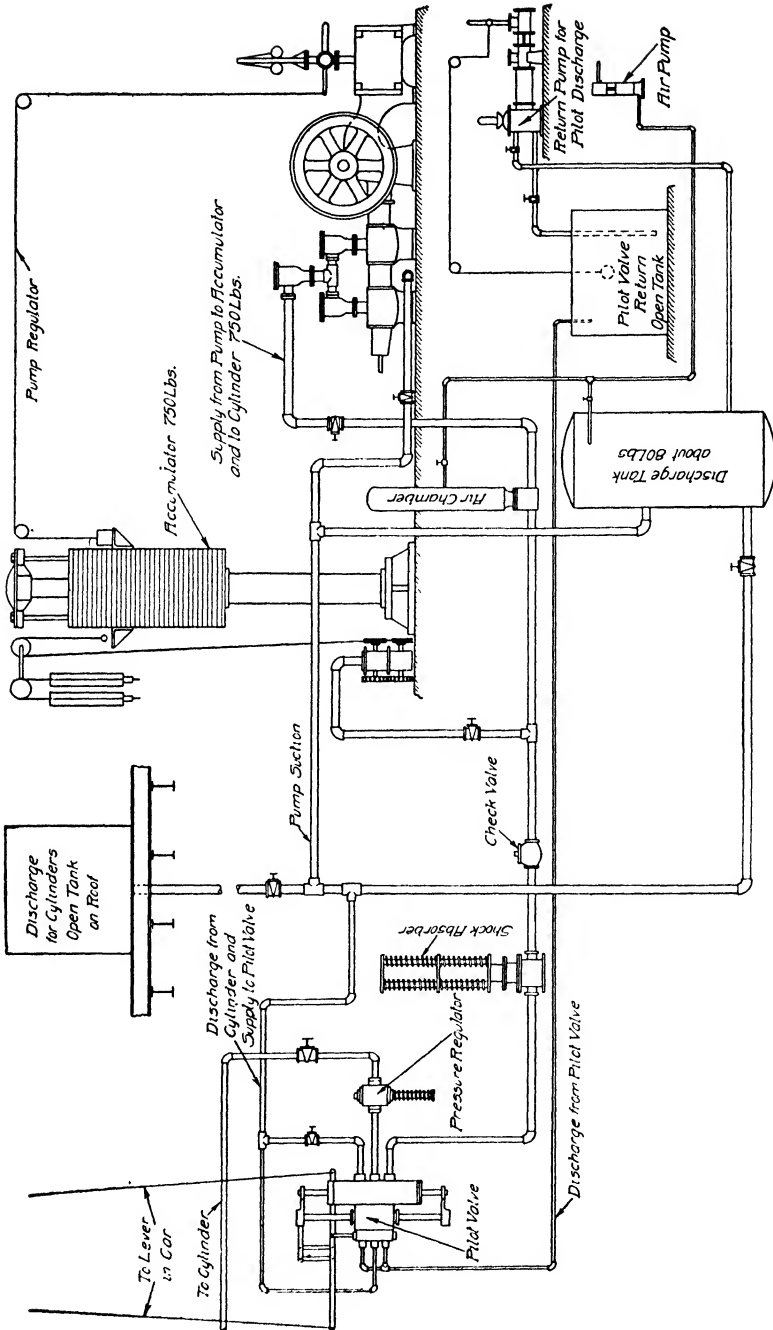 Pump Regulator
Accumulator 750 Lbs.
Supply from Pump to Accumulator
and to Cylinder 750 Lbs.
Return Pump for
Pilot Discharge
Air Pump
Pilot Valve
Return
Open Tank
Discharge Tank
about 80 Lbs
Air Chamber
Discharge
for Cylinders
Open Tank
on Roof
Pump Suction
Check Valve
Shock Absorber
Discharge from
Cylinder and
Supply to Pilot Valve
Pressure Regulator
Discharge from Pilot Valve
To Lever
in Car
To Cylinder
Pilot Valve